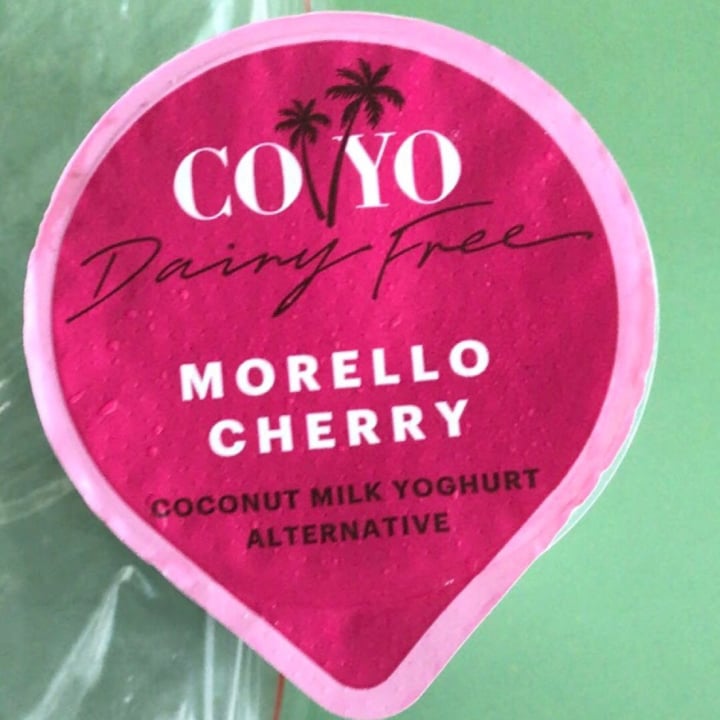 COYO
Dairy Free
MORELLO
CHERRY
COCONUT MILK YOGHURT
ALTERNATIVE